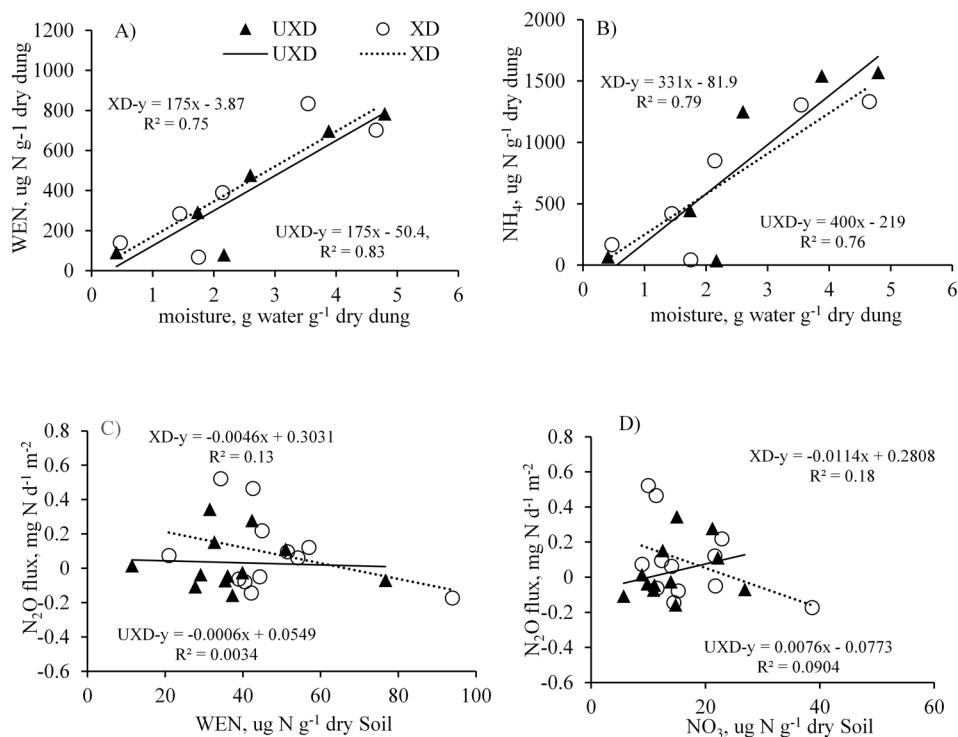 A)
UXD
XD
UXD
XD
1200
1000
800
600
400
200
0
WEN, ug N g-1 dry dung
XD-y = 175x - 3.87
R² = 0.75
UXD-y = 175x - 50.4,
R² = 0.83
0 1 2 3 4 5 6
moisture, g water g⁻¹ dry dung
B)
2000
1500
1000
500
0
NH₄, ug N g⁻¹ dry dung
XD-y = 331x - 81.9
R² = 0.79
UXD-y = 400x - 219
R² = 0.76
0 1 2 3 4 5 6
moisture, g water g⁻¹ dry dung
C)
0.8
0.6
0.4
0.2
0
-0.2
-0.4
-0.6
N₂O flux, mg N d⁻¹ m⁻²
XD-y = -0.0046x + 0.3031
R² = 0.13
UXD-y = -0.0006x + 0.0549
R² = 0.0034
0 20 40 60 80 100
WEN, ug N g⁻¹ dry Soil
D)
0.8
0.6
0.4
0.2
0
-0.2
-0.4
-0.6
N₂O flux, mg N d⁻¹ m⁻²
XD-y = -0.0114x + 0.2808
R² = 0.18
UXD-y = 0.0076x - 0.0773
R² = 0.0904
0 20 40 60
NO₃, ug N g⁻¹ dry Soil